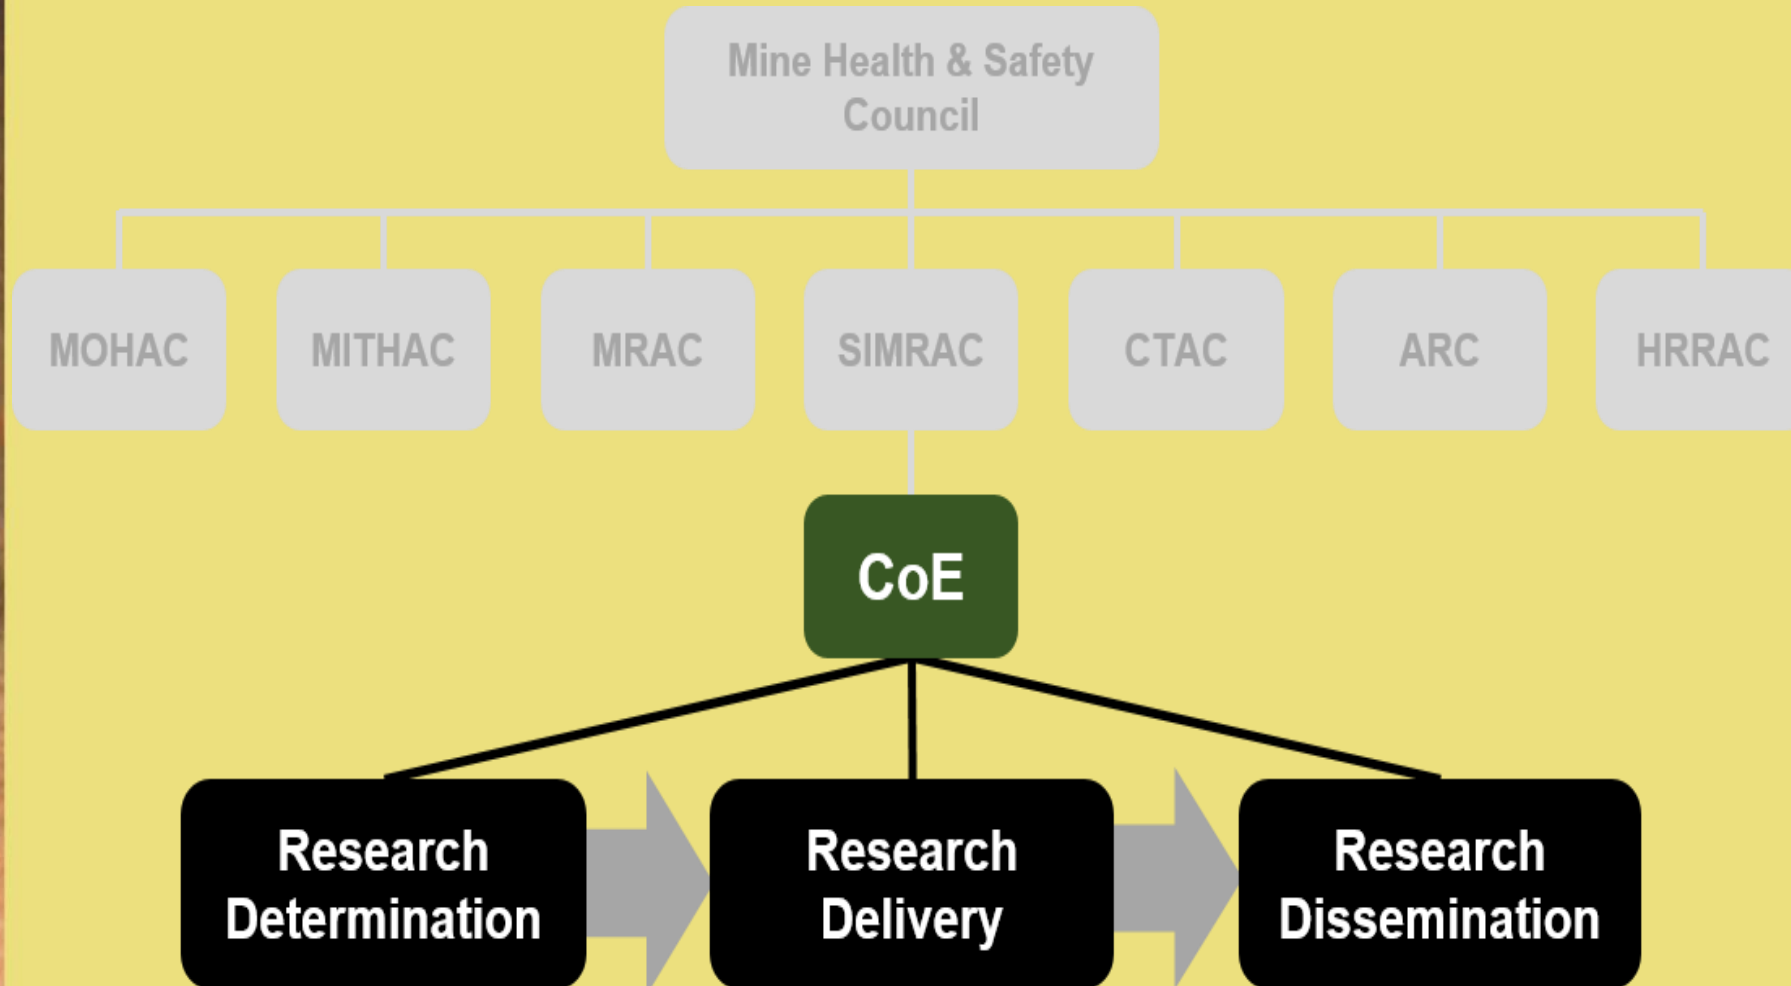 Mine Health & Safety
Council
MOHAC
MITHAC
MRAC
SIMRAC
CTAC
ARC
HRRAC
CoE
Research
Determination
Research
Delivery
Research
Dissemination